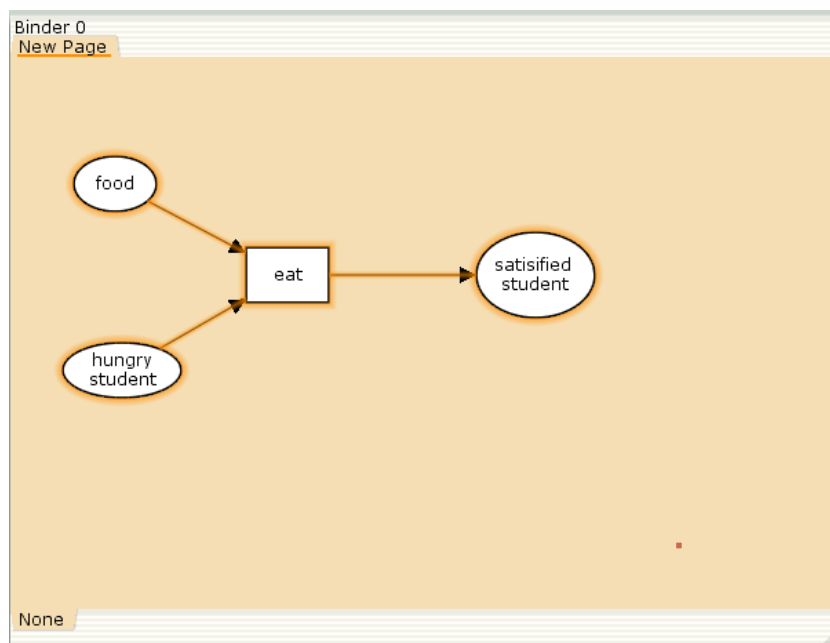 Binder 0
New Page
food
eat
satisified
student
hungry
student
None